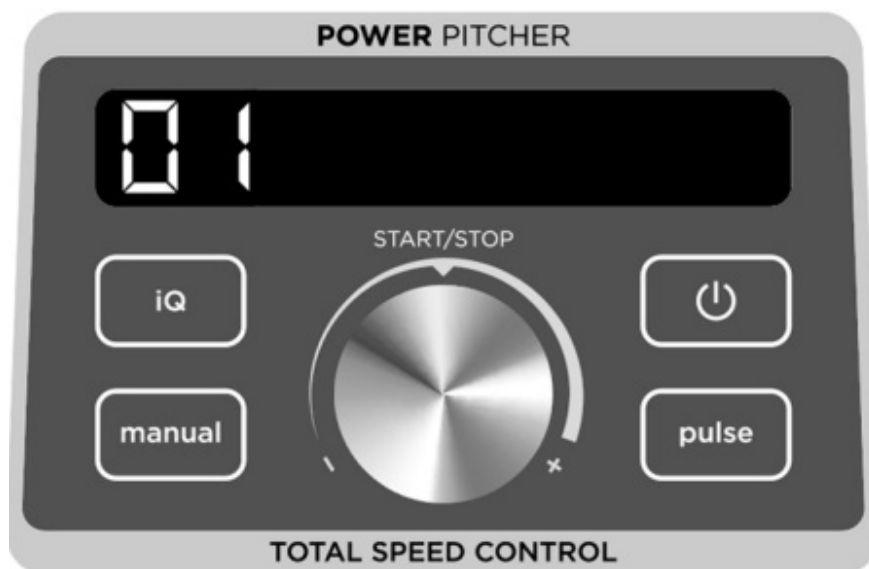 POWER PITCHER
01
START/STOP
iQ
manual
pulse
- +
TOTAL SPEED CONTROL